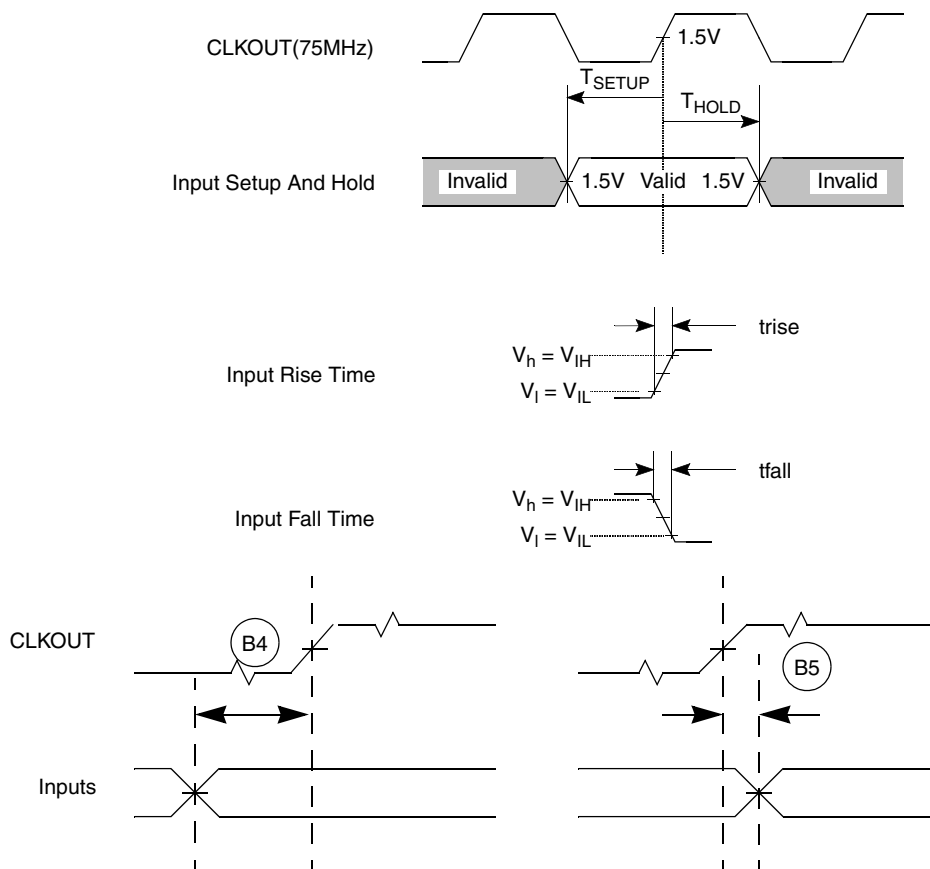 CLKOUT(75MHz)
1.5V
TSETUP
THOLD
Input Setup And Hold
Invalid
1.5V Valid 1.5V
Invalid
trise
Vh = VIH
Input Rise Time
Vl = VIL
tfall
Vh = VIH
Input Fall Time
Vl = VIL
CLKOUT
B4
B5
Inputs